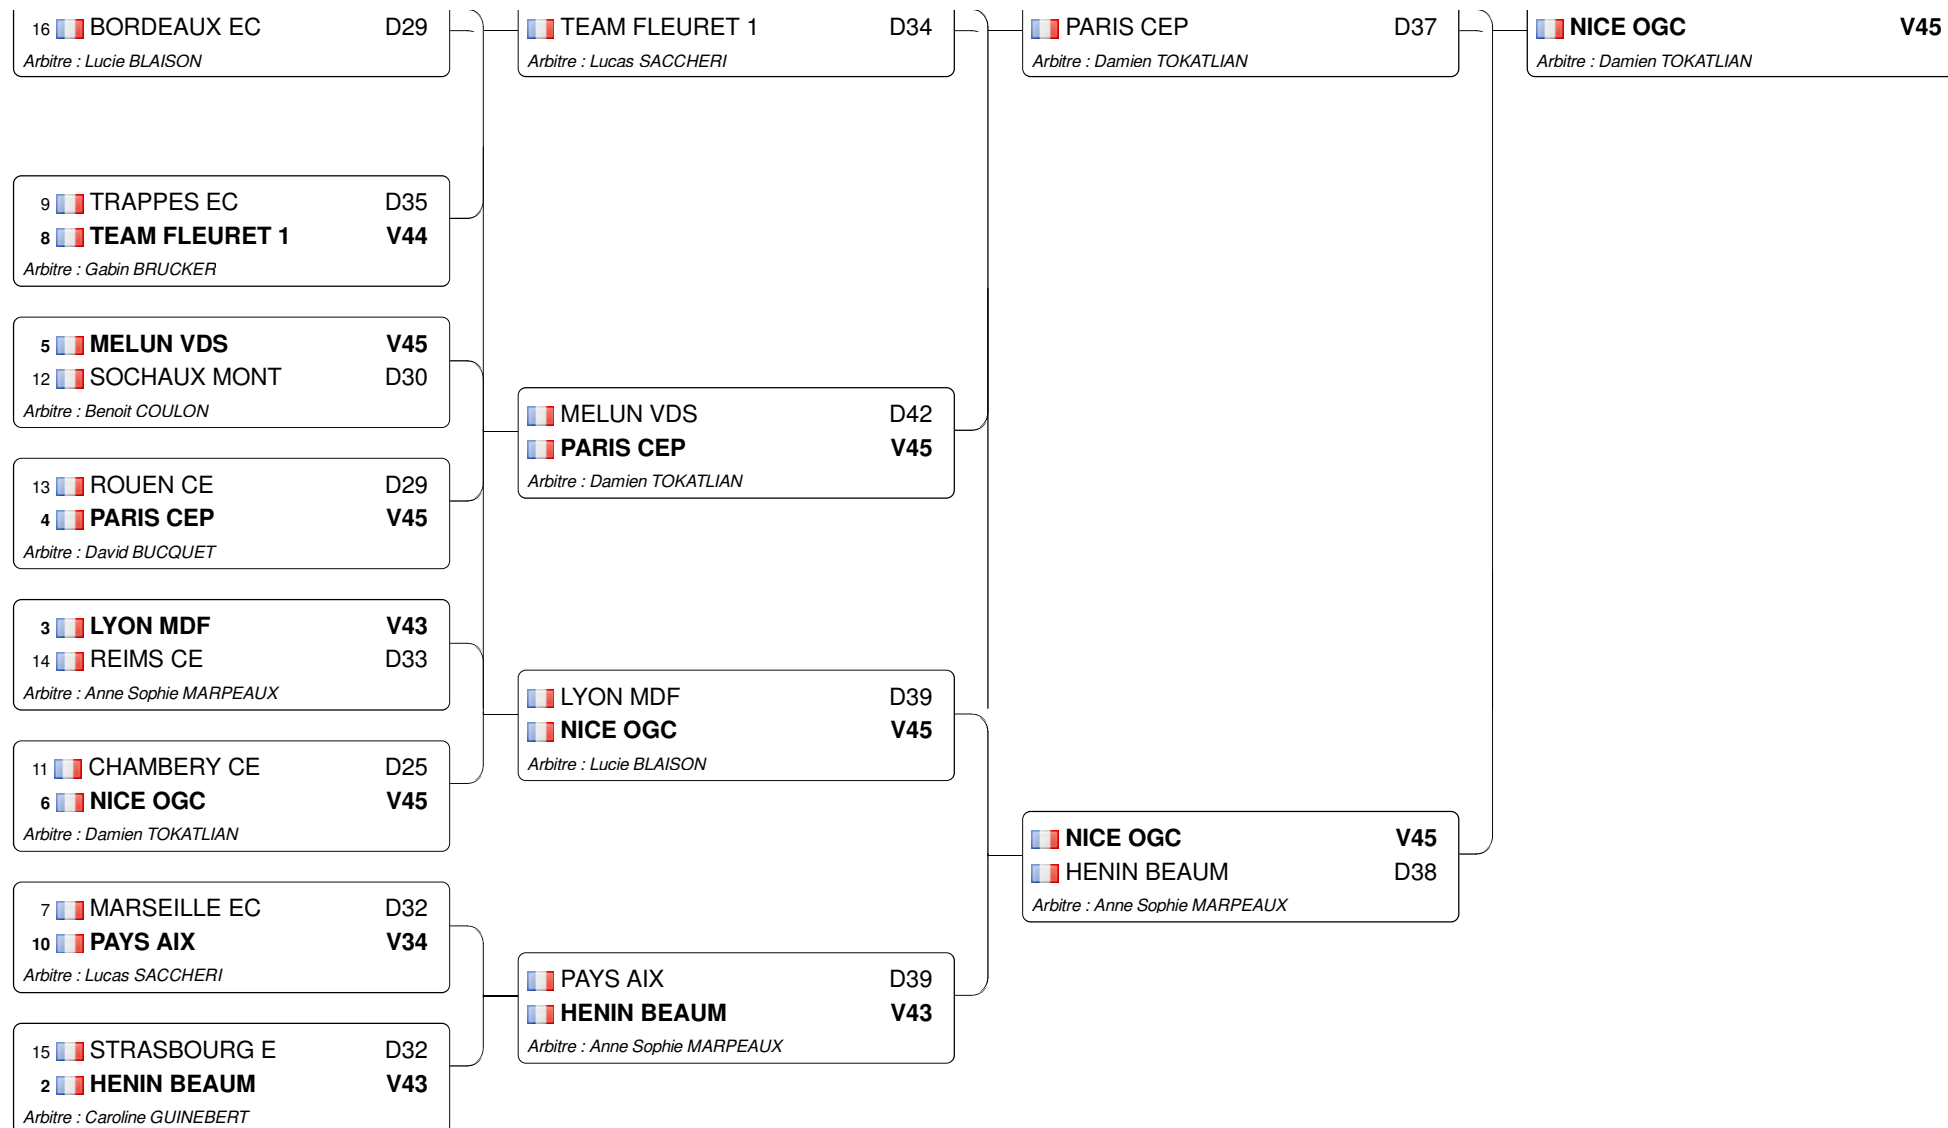 16 BORDEAUX EC D29
Arbitre : Lucie BLAISON
9 TRAPPES EC D35
8 TEAM FLEURET 1 V44
Arbitre : Gabin BRUCKER
5 MELUN VDS V45
12 SOCHAUX MONT D30
Arbitre : Benoit COULON
13 ROUEN CE D29
4 PARIS CEP V45
Arbitre : David BUCQUET
3 LYON MDF V43
14 REIMS CE D33
Arbitre : Anne Sophie MARPEAUX
11 CHAMBERY CE D25
6 NICE OGC V45
Arbitre : Damien TOKATLIAN
7 MARSEILLE EC D32
10 PAYS AIX V34
Arbitre : Lucas SACCHERI
15 STRASBOURG E D32
2 HENIN BEAUM V43
Arbitre : Caroline GUINEBERT
TEAM FLEURET 1 D34
Arbitre : Lucas SACCHERI
MELUN VDS D42
PARIS CEP V45
Arbitre : Damien TOKATLIAN
LYON MDF D39
NICE OGC V45
Arbitre : Lucie BLAISON
PAYS AIX D39
HENIN BEAUM V43
Arbitre : Anne Sophie MARPEAUX
PARIS CEP D37
Arbitre : Damien TOKATLIAN
NICE OGC V45
HENIN BEAUM D38
Arbitre : Anne Sophie MARPEAUX
NICE OGC V45
Arbitre : Damien TOKATLIAN